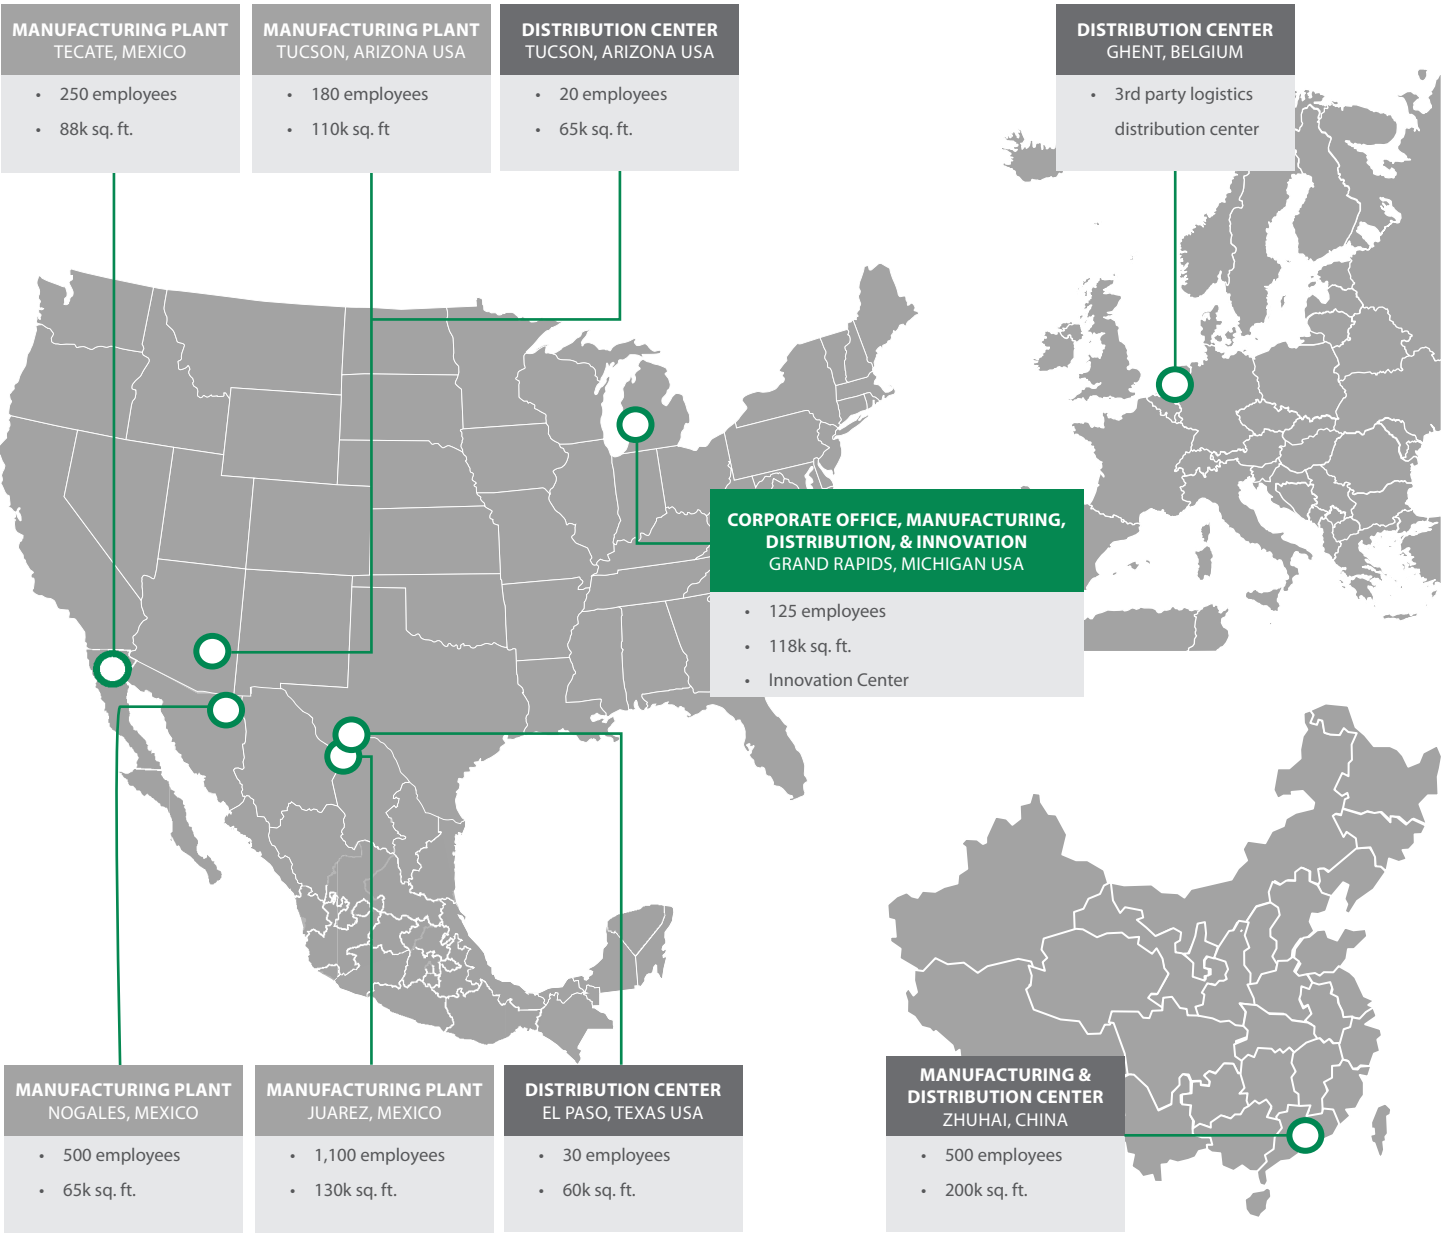 MANUFACTURING PLANT
TECATE, MEXICO
• 250 employees
• 88k sq. ft.
MANUFACTURING PLANT
TUCSON, ARIZONA USA
• 180 employees
• 110k sq. ft
DISTRIBUTION CENTER
TUCSON, ARIZONA USA
• 20 employees
• 65k sq. ft.
DISTRIBUTION CENTER
GHENT, BELGIUM
• 3rd party logistics
distribution center
CORPORATE OFFICE, MANUFACTURING,
DISTRIBUTION, & INNOVATION
GRAND RAPIDS, MICHIGAN USA
• 125 employees
• 118k sq. ft.
• Innovation Center
MANUFACTURING PLANT
NOGALES, MEXICO
• 500 employees
• 65k sq. ft.
MANUFACTURING PLANT
JUAREZ, MEXICO
• 1,100 employees
• 130k sq. ft.
DISTRIBUTION CENTER
EL PASO, TEXAS USA
• 30 employees
• 60k sq. ft.
MANUFACTURING &
DISTRIBUTION CENTER
ZHUHAI, CHINA
• 500 employees
• 200k sq. ft.